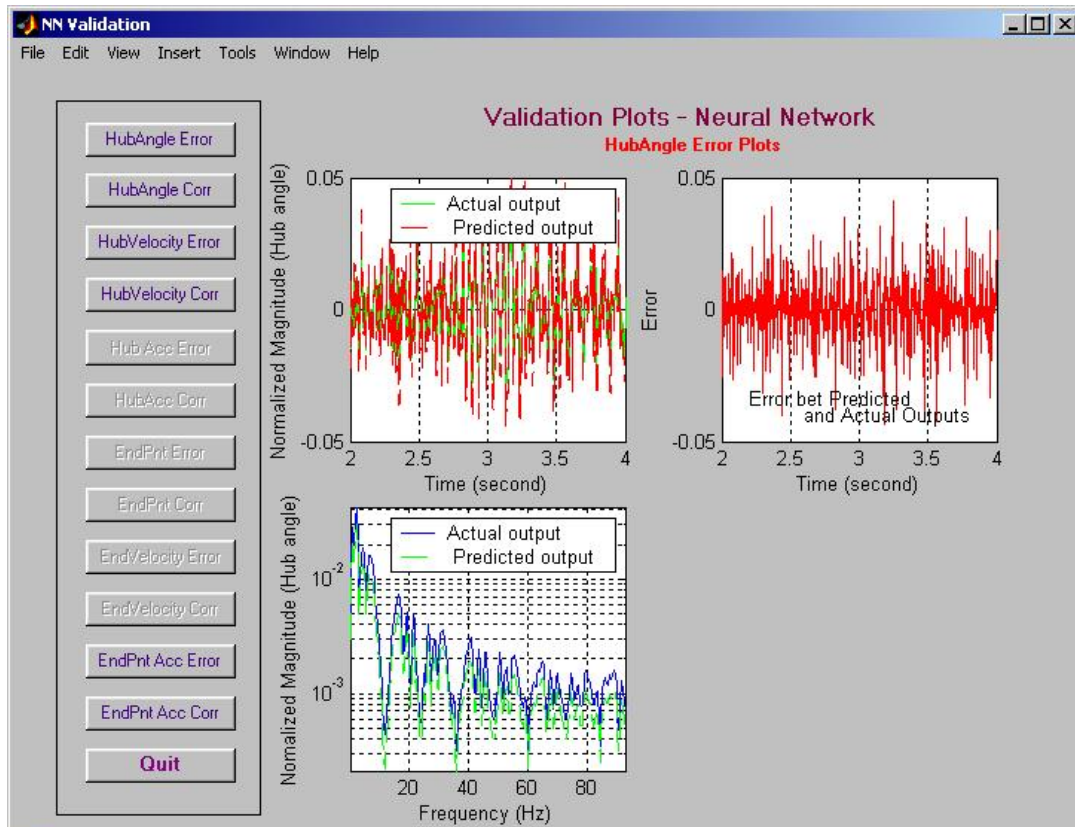 NN Validation
File Edit View Insert Tools Window Help
HubAngle Error
HubAngle Corr
HubVelocity Error
HubVelocity Corr
Hub Acc Error
HubAcc Corr
EndPnt Error
EndPnt Corr
EndVelocity Error
EndVelocity Corr
EndPnt Acc Error
EndPnt Acc Corr
Quit
Validation Plots - Neural Network
HubAngle Error Plots
Normalized Magnitude (Hub angle)
0.05
0
-0.05
Actual output
Predicted output
2 2.5 3 3.5 4
Time (second)
Error
0.05
0
-0.05
Error bet Predicted
and Actual Outputs
2 2.5 3 3.5 4
Time (second)
Normalized Magnitude (Hub angle)
10^-2
10^-3
Actual output
Predicted output
20 40 60 80
Frequency (Hz)